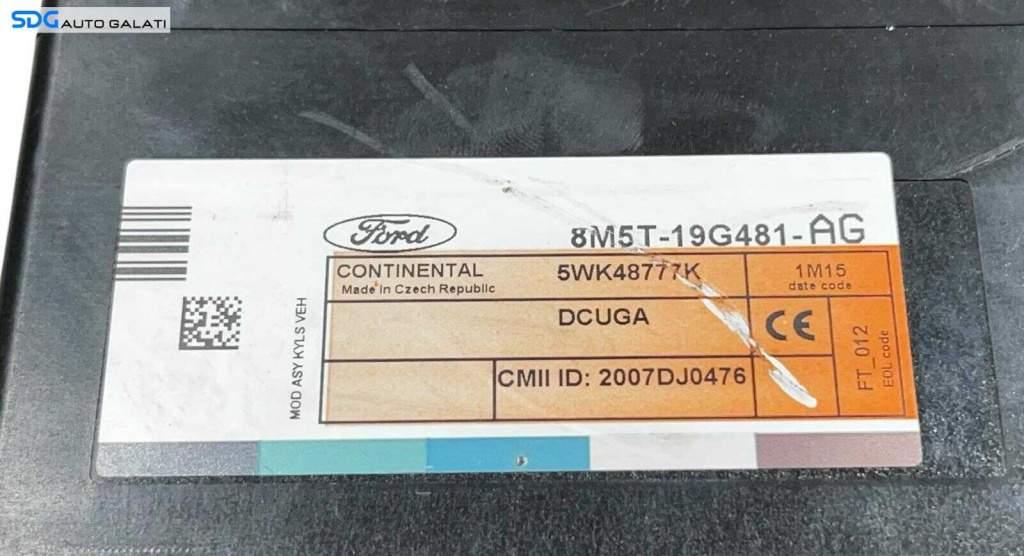 SDG AUTO GALATI
Ford
8M5T-19G481-AG
CONTINENTAL 5WK48777K 1M15
Made in Czech Republic date code
DCUGA CE
CMII ID: 2007DJ0476
MOD ASY KYLS VEH
FT_012
EOL code